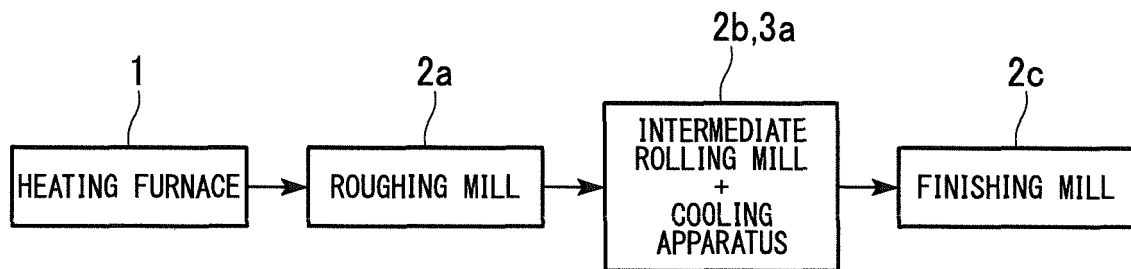 1
2a
2b,3a
2c
HEATING FURNACE
ROUGHING MILL
INTERMEDIATE
ROLLING MILL
+
COOLING
APPARATUS
FINISHING MILL